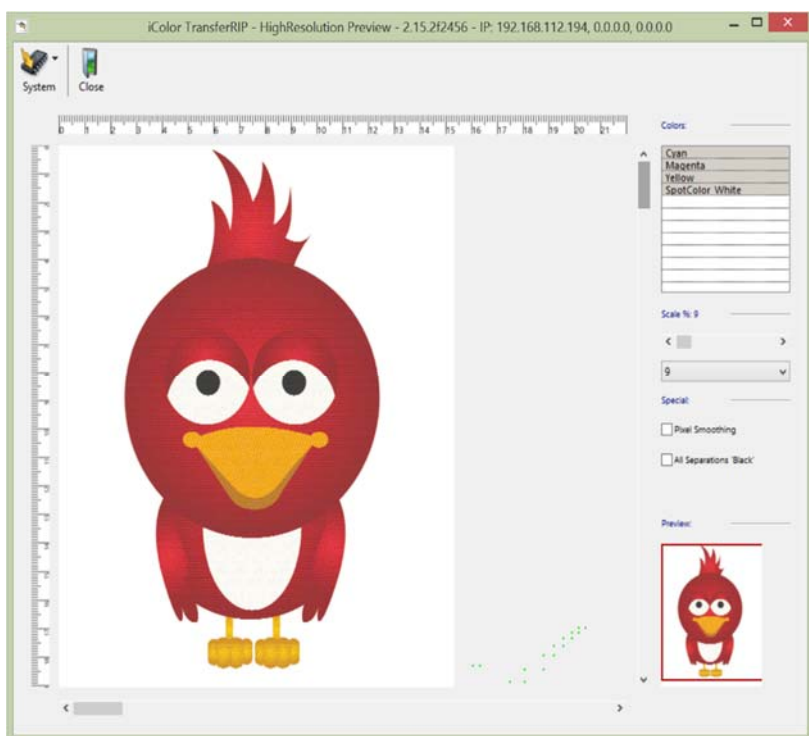 iColor TransferRIP - HighResolution Preview - 2.15.2f2456 - IP: 192.168.112.194, 0.0.0.0, 0.0.0.0
System
Close
0 1 2 3 4 5 6 7 8 9 10 11 12 13 14 15 16 17 18 19 20 21
Colors:
Cyan
Magenta
Yellow
SpotColor White
Scale %: 9
9
Special:
Pixel Smoothing
All Separations 'Black'
Preview: